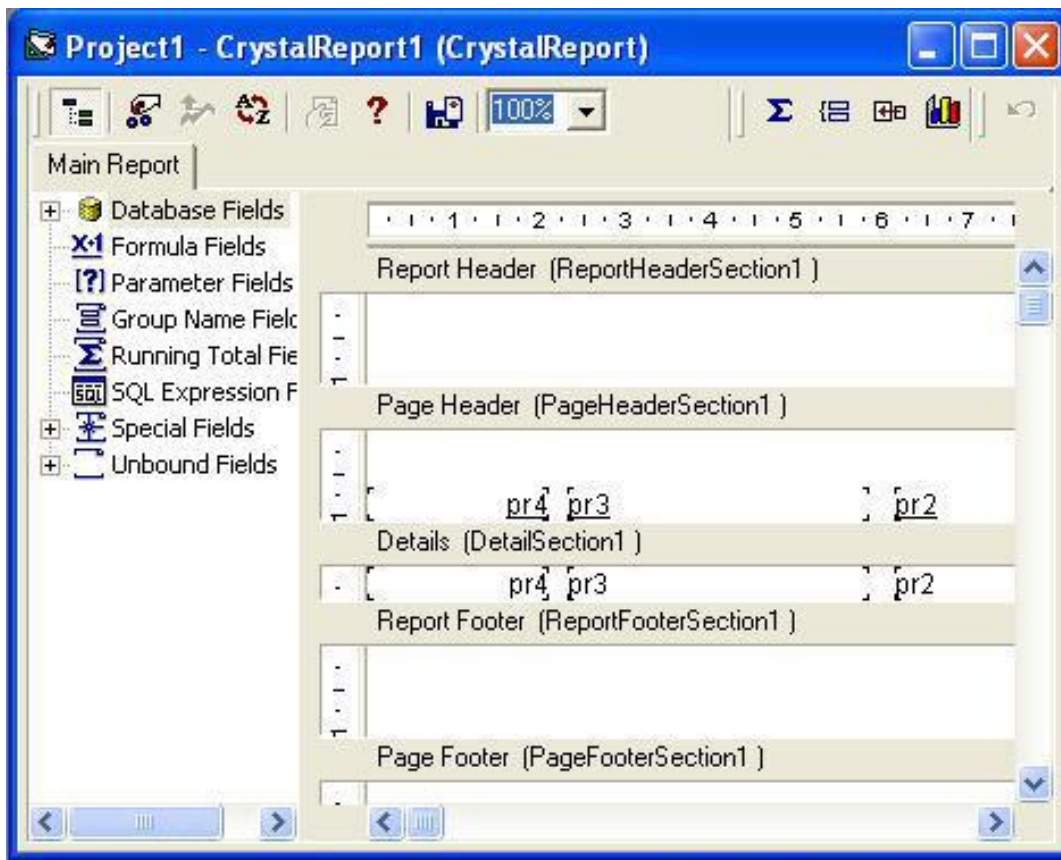 Project1 - CrystalReport1 (CrystalReport)
100%
Main Report
Database Fields
Formula Fields
Parameter Fields
Group Name Fielc
Running Total Fie
SQL Expression F
Special Fields
Unbound Fields
1 2 3 4 5 6 7
Report Header (ReportHeaderSection1 )
Page Header (PageHeaderSection1 )
pr4 pr3 pr2
Details (DetailSection1 )
pr4 pr3 pr2
Report Footer (ReportFooterSection1 )
Page Footer (PageFooterSection1 )